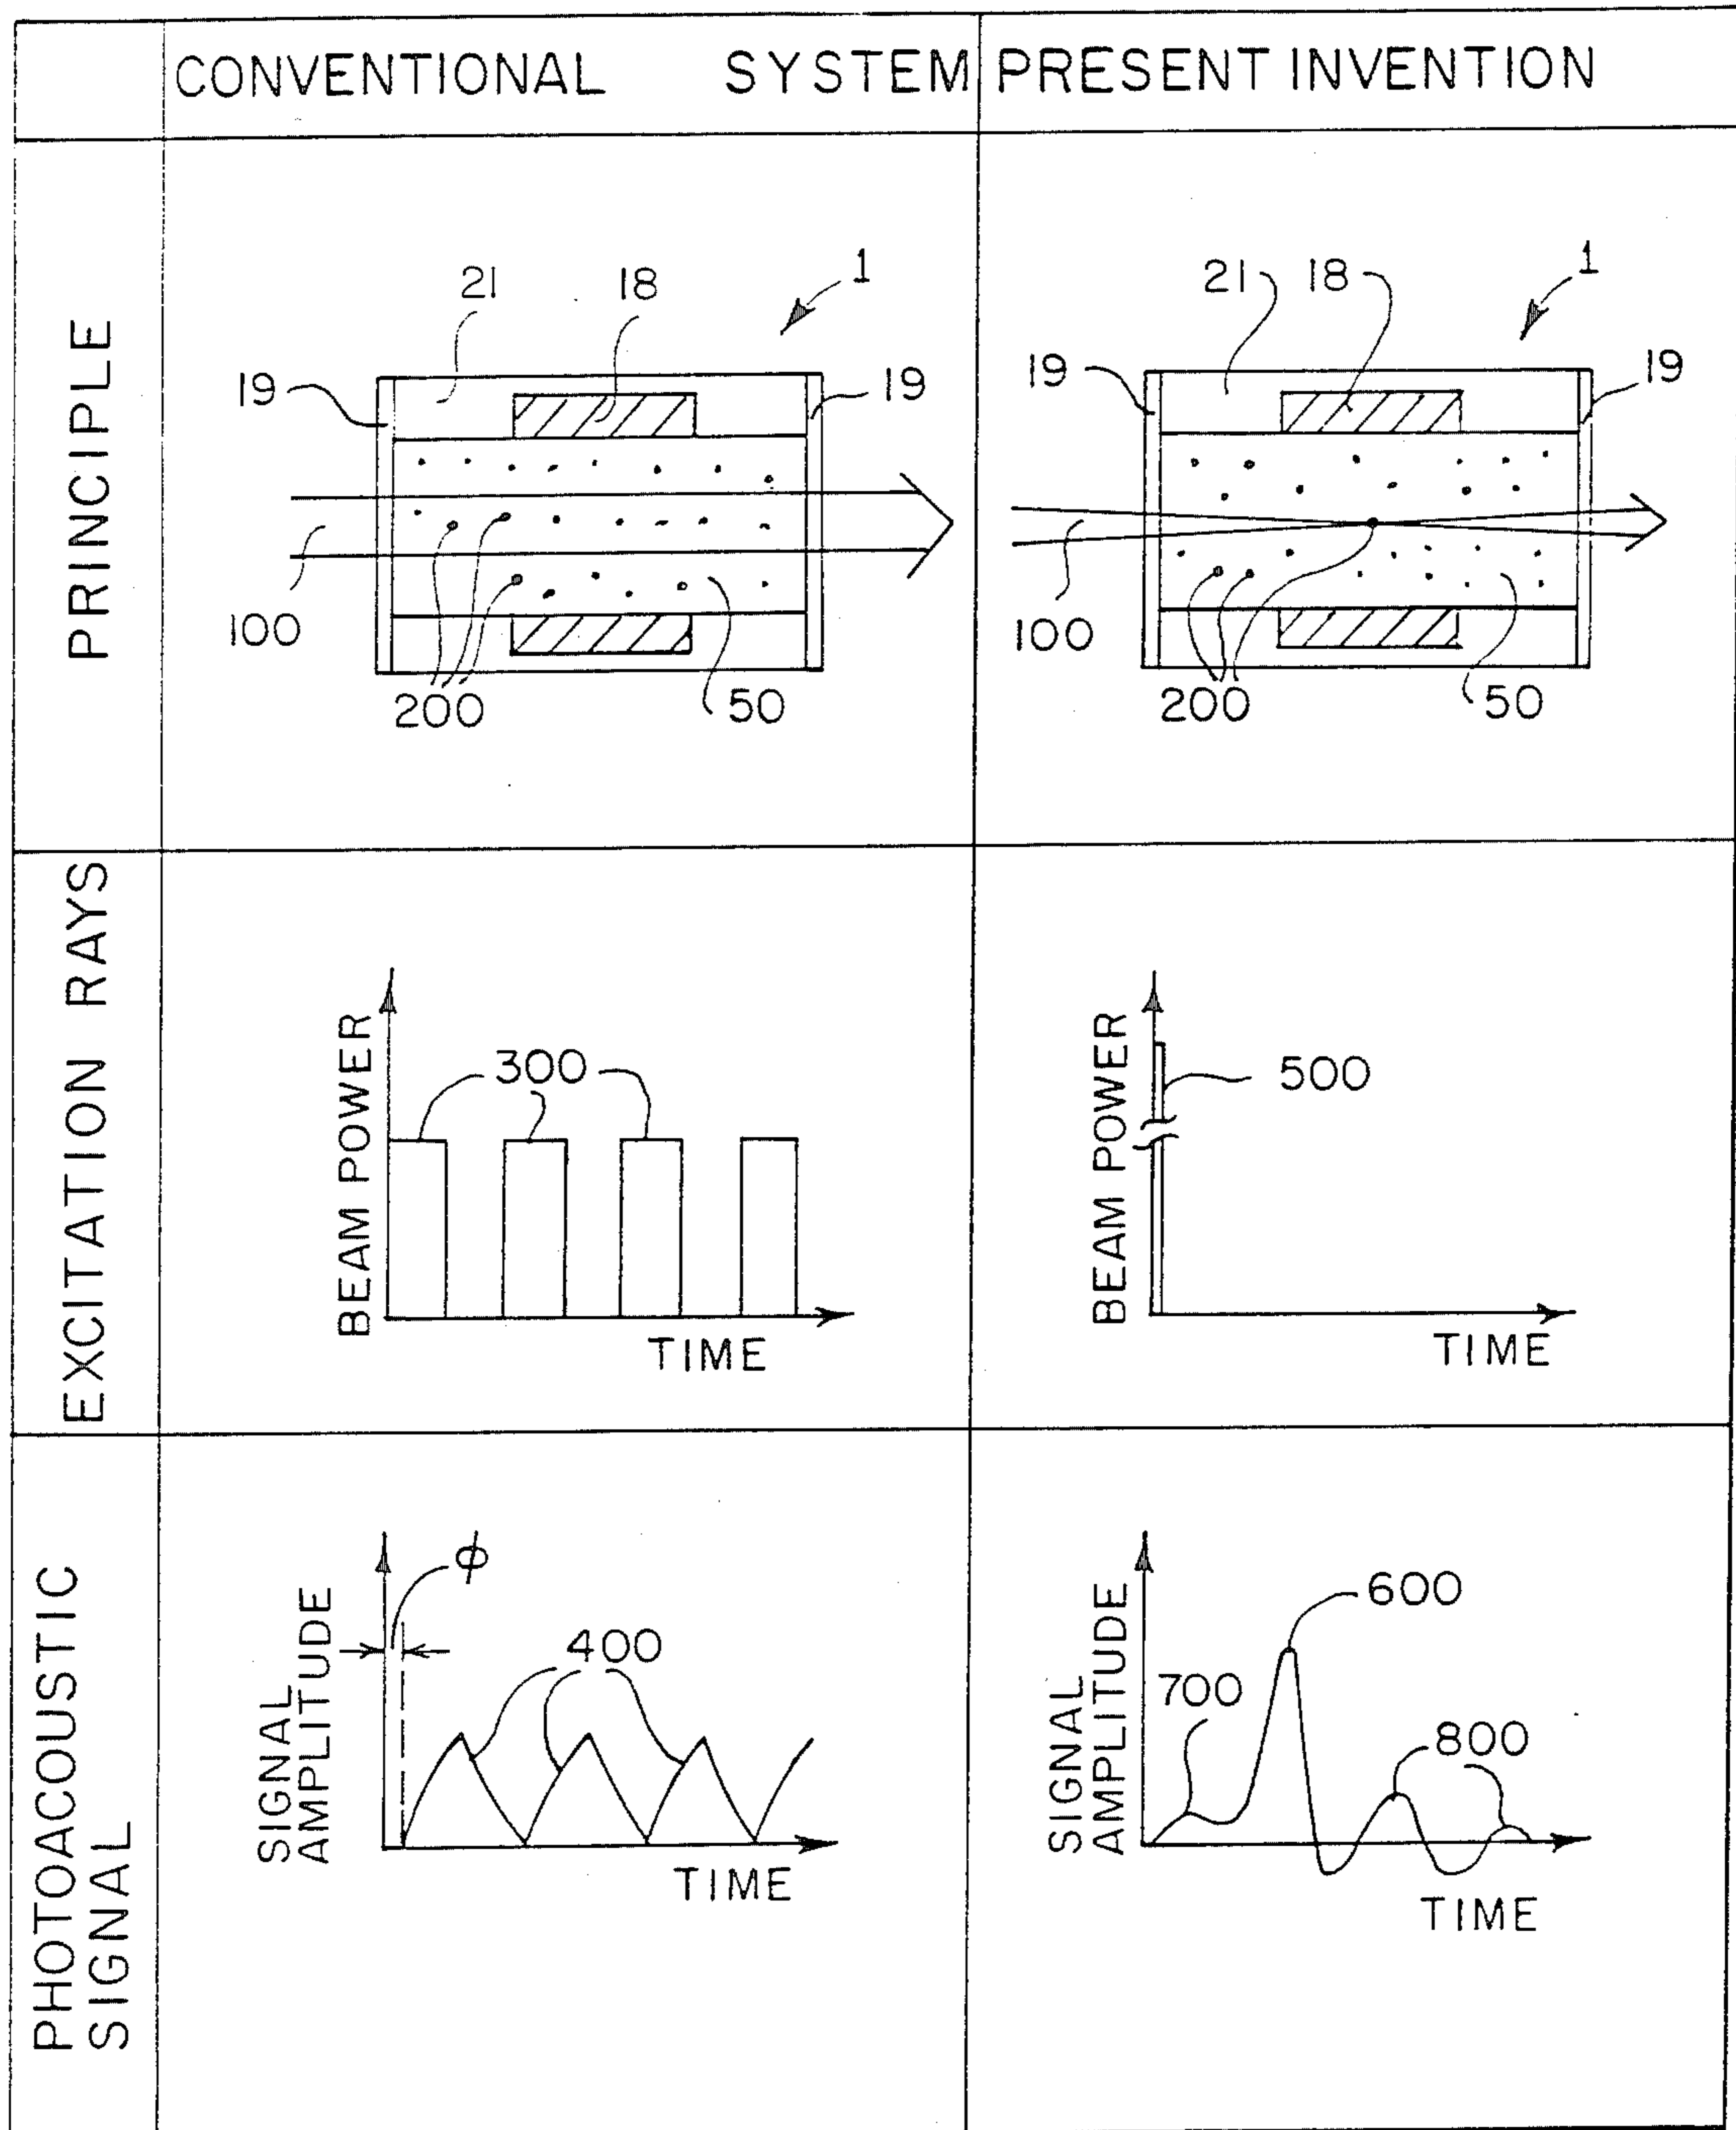 CONVENTIONAL SYSTEM
PRESENT INVENTION
PRINCIPLE
21
18
1
19
19
100
200
50
21
18
1
19
19
100
200
50
EXCITATION RAYS
BEAM POWER
300
TIME
BEAM POWER
500
TIME
PHOTOACOUSTIC
SIGNAL
SIGNAL
AMPLITUDE
ϕ
400
TIME
SIGNAL
AMPLITUDE
700
600
800
TIME